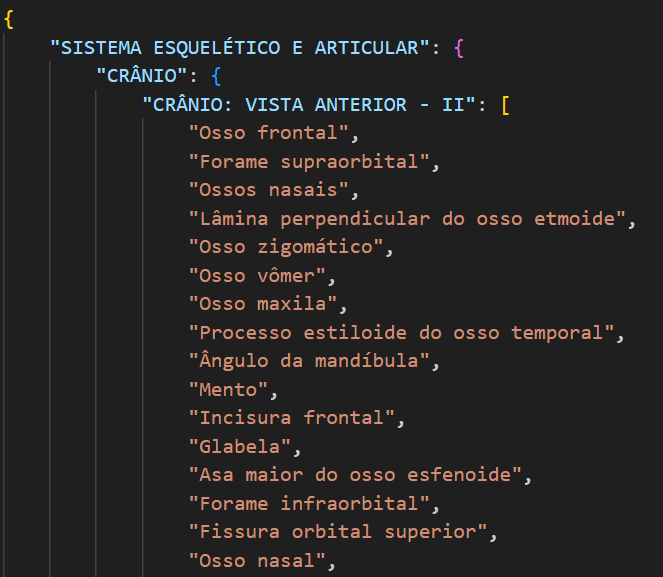 {
"SISTEMA ESQUELÉTICO E ARTICULAR": {
"CRÂNIO": {
"CRÂNIO: VISTA ANTERIOR - II": [
"Osso frontal",
"Forame supraorbital",
"Ossos nasais",
"Lâmina perpendicular do osso etmoide",
"Osso zigomático",
"Osso vômer",
"Osso maxila",
"Processo estiloide do osso temporal",
"Ângulo da mandíbula",
"Mento",
"Incisura frontal",
"Glabela",
"Asa maior do osso esfenoide",
"Forame infraorbital",
"Fissura orbital superior",
"Osso nasal",